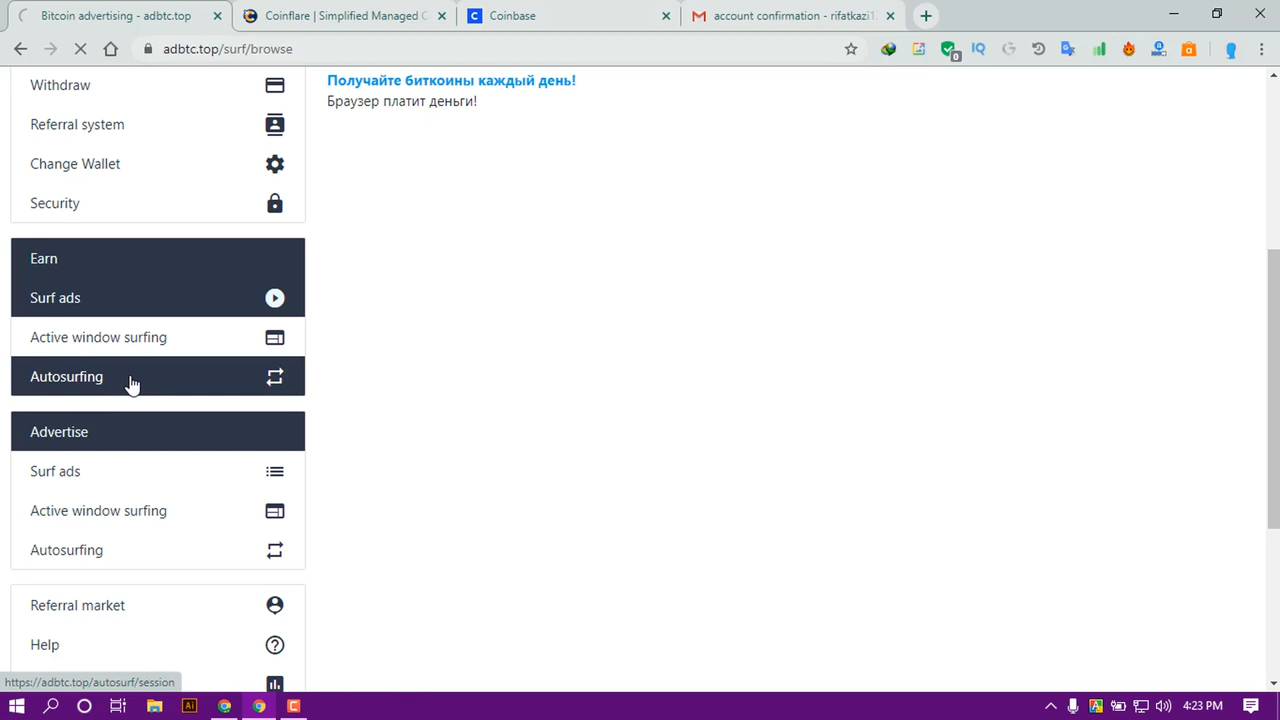 Bitcoin advertising - adbtc.top
Coinflare | Simplified Managed C
Coinbase
account confirmation - rifatkazi1
adbtc.top/surf/browse
0
Withdraw
Referral system
Change Wallet
Security
Earn
Surf ads
Active window surfing
Autosurfing
Advertise
Surf ads
Active window surfing
Autosurfing
Referral market
Help
Получайте биткоины каждый день!
Браузер платит деньги!
https://adbtc.top/autosurf/session
Ai
4:23 PM